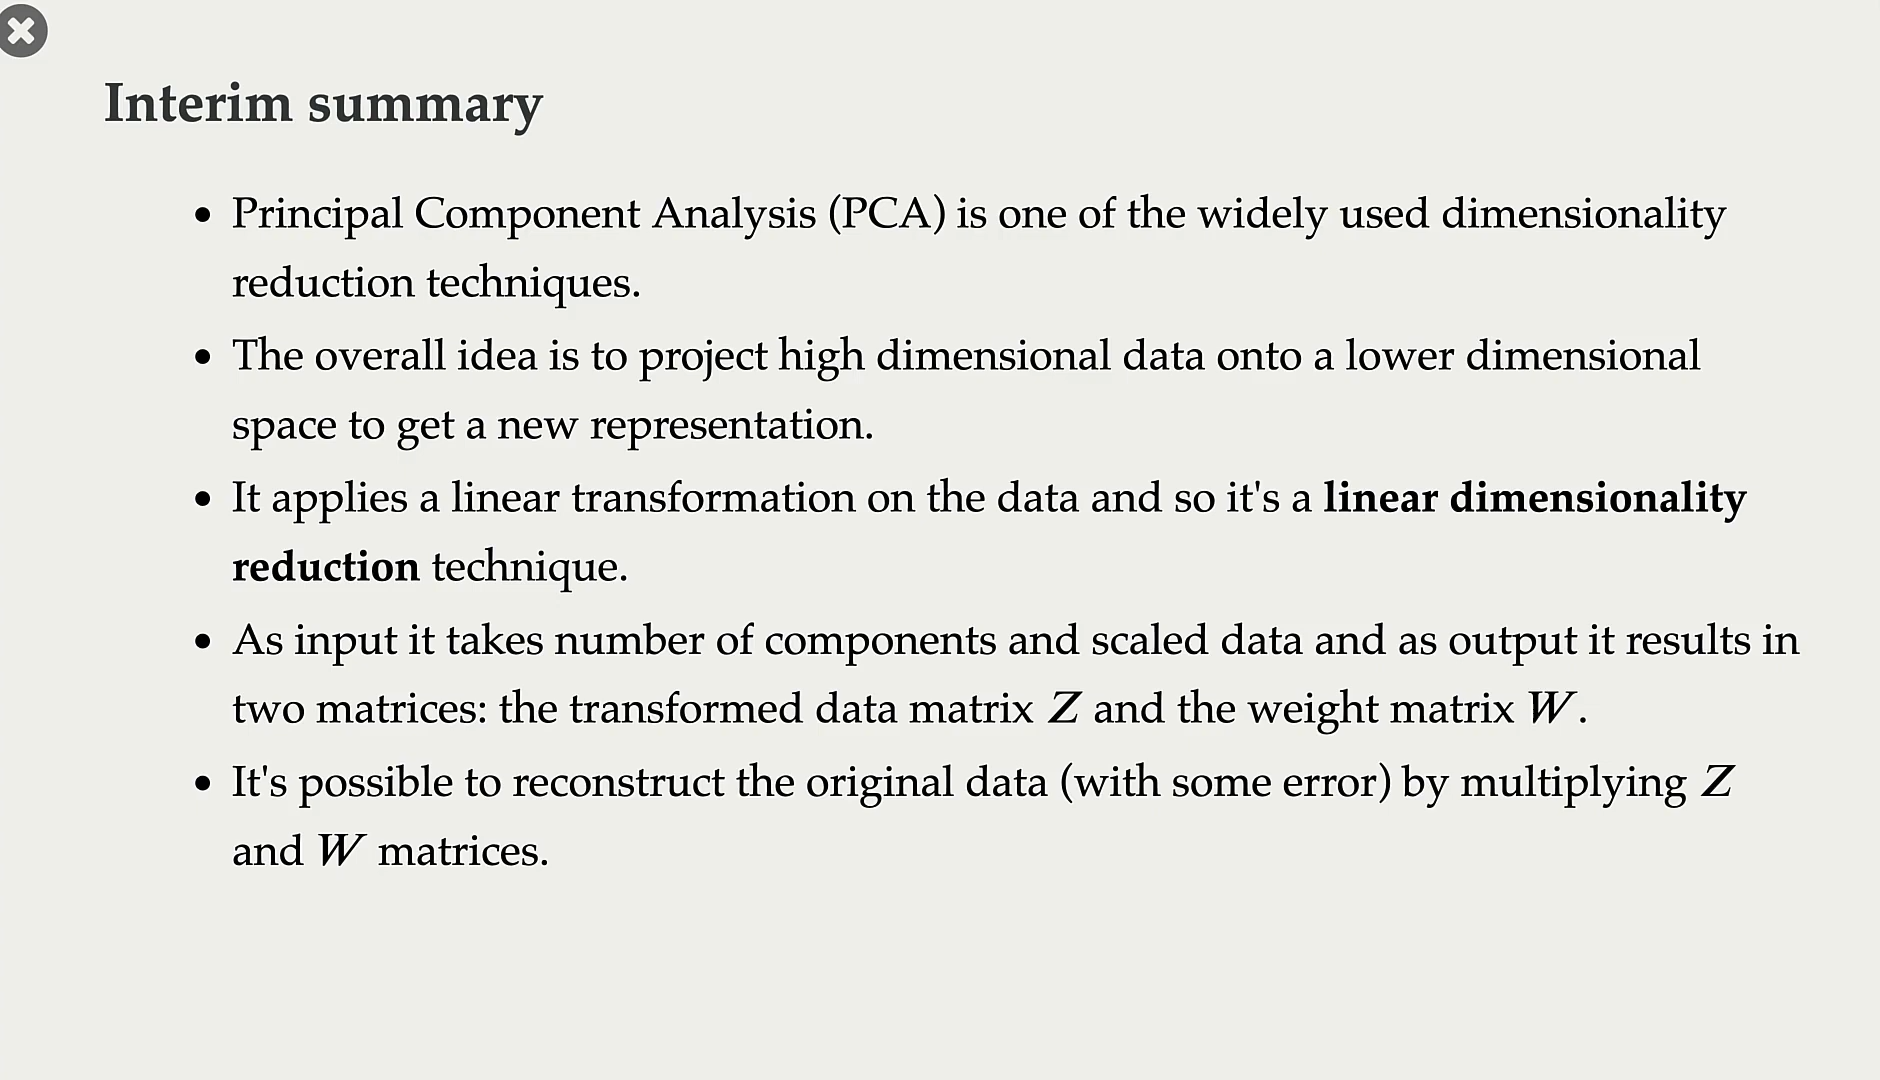 Interim summary
• Principal Component Analysis (PCA) is one of the widely used dimensionality
reduction techniques.
• The overall idea is to project high dimensional data onto a lower dimensional
space to get a new representation.
• It applies a linear transformation on the data and so it's a linear dimensionality
reduction technique.
• As input it takes number of components and scaled data and as output it results in
two matrices: the transformed data matrix Z and the weight matrix W.
• It's possible to reconstruct the original data (with some error) by multiplying Z
and W matrices.